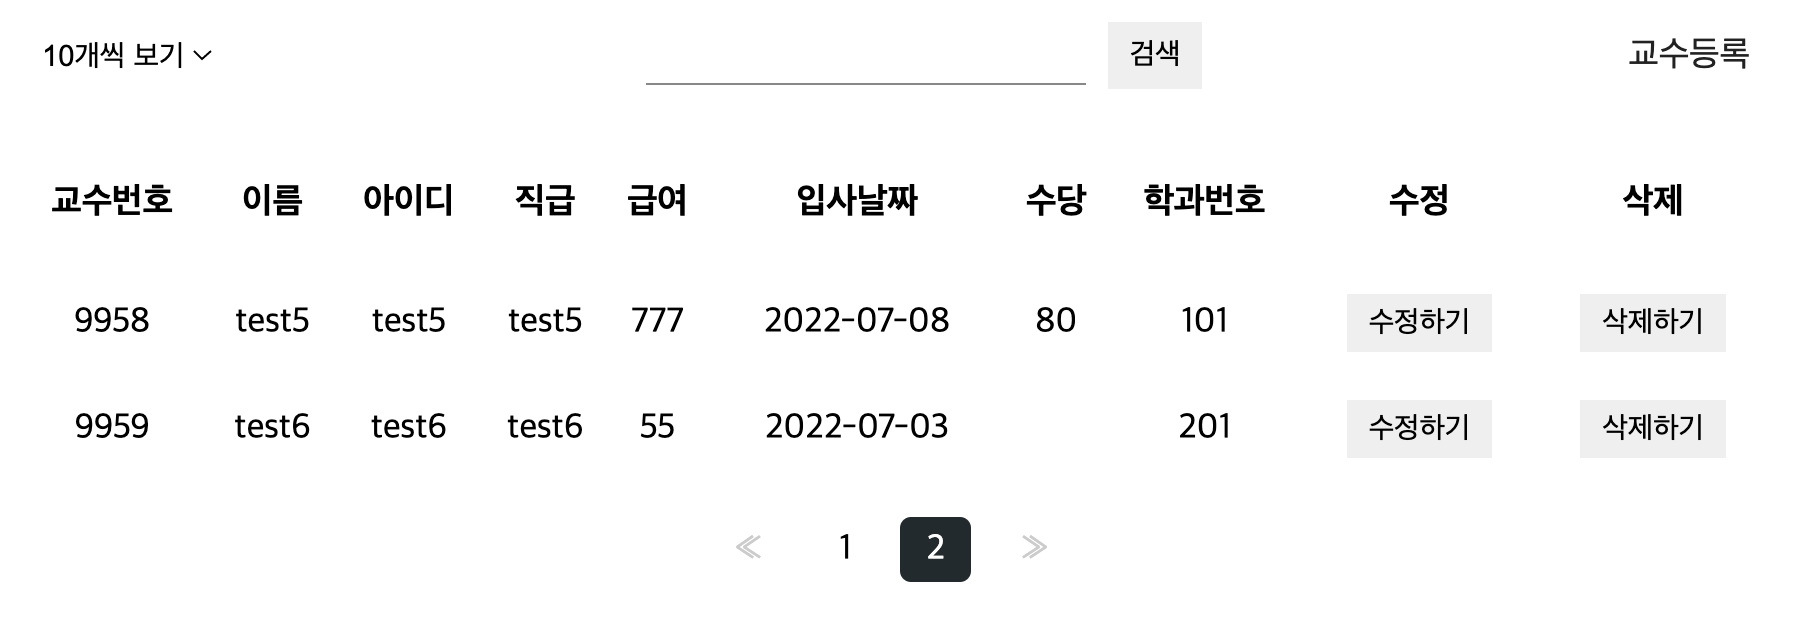 10개씩 보기 검색 교수등록
교수번호 이름 아이디 직급 급여 입사날짜 수당 학과번호 수정 삭제
9958 test5 test5 test5 777 2022-07-08 80 101 수정하기 삭제하기
9959 test6 test6 test6 55 2022-07-03 201 수정하기 삭제하기
≪ 1 2 ≫